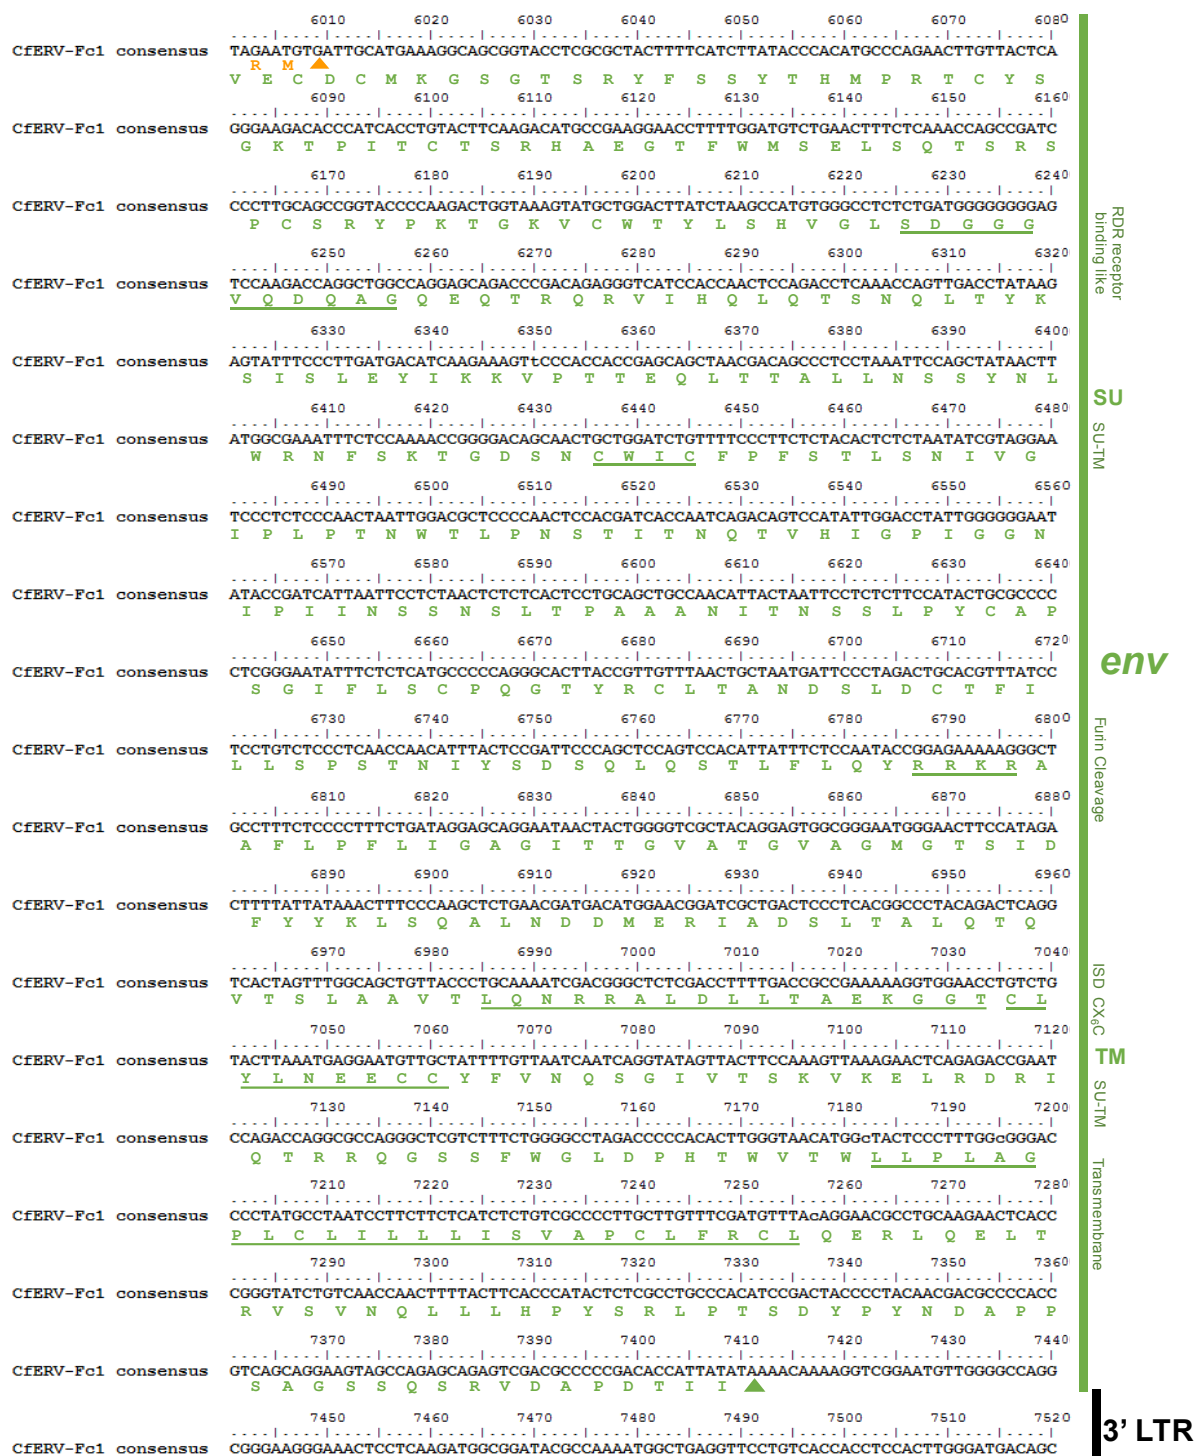 6010 6020 6030 6040 6050 6060 6070 6080
CfERV-Fc1 consensus TAGAATGTGATTGCATGAAAGGCAGCGGTACCTCGCGCTACTTTTCATCTTATACCCACATGCCCAGAACTTGTTACTCA
R M
V E C D C M K G S G T S R Y F S S Y T H M P R T C Y S
6090 6100 6110 6120 6130 6140 6150 6160
CfERV-Fc1 consensus GGGAAGACACCCATCACCTGTACTTCAAGACATGCCGAAGGAACCTTTTGGATGTCTGAACTTTCTCAAACCAGCCGATC
G K T P I T C T S R H A E G T F W M S E L S Q T S R S
6170 6180 6190 6200 6210 6220 6230 6240
CfERV-Fc1 consensus CCCTTGCAGCCGGTACCCCAAGACTGGTAAAGTATGCTGGACTTATCTAAGCCATGTGGGCCTCTCTGATGGGGGGGGAG
P C S R Y P K T G K V C W T Y L S H V G L S D G G G
RDR receptor
binding like
6250 6260 6270 6280 6290 6300 6310 6320
CfERV-Fc1 consensus TCCAAGACCAGGCTGGCCAGGAGCAGACCCGACAGAGGGTCATCCACCAACTCCAGACCTCAAACCAGTTGACCTATAAG
V Q D Q A G Q E Q T R Q R V I H Q L Q T S N Q L T Y K
6330 6340 6350 6360 6370 6380 6390 6400
CfERV-Fc1 consensus AGTATTTCCCTTGATGACATCAAGAAAGTtCCCACCACCGAGCAGCTAACGACAGCCCTCCTAAATTCCAGCTATAACTT
S I S L E Y I K K V P T T E Q L T T A L L N S S Y N L
SU
6410 6420 6430 6440 6450 6460 6470 6480
CfERV-Fc1 consensus ATGGCGAAATTTCTCCAAAACCGGGGACAGCAACTGCTGGATCTGTTTTCCCTTCTCTACACTCTCTAATATCGTAGGAA
W R N F S K T G D S N C W I C F P F S T L S N I V G
SU-TM
6490 6500 6510 6520 6530 6540 6550 6560
CfERV-Fc1 consensus TCCCTCTCCCAACTAATTGGACGCTCCCCAACTCCACGATCACCAATCAGACAGTCCATATTGGACCTATTGGGGGGAAT
I P L P T N W T L P N S T I T N Q T V H I G P I G G N
6570 6580 6590 6600 6610 6620 6630 6640
CfERV-Fc1 consensus ATACCGATCATTAATTCCTCTAACTCTCTCACTCCTGCAGCTGCCAACATTACTAATTCCTCTCTTCCATACTGCGCCCC
I P I I N S S N S L T P A A A N I T N S S L P Y C A P
6650 6660 6670 6680 6690 6700 6710 6720
CfERV-Fc1 consensus CTCGGGAATATTTCTCTCATGCCCCCAGGGCACTTACCGTTGTTTAACTGCTAATGATTCCCTAGACTGCACGTTTATCC
S G I F L S C P Q G T Y R C L T A N D S L D C T F I
env
6730 6740 6750 6760 6770 6780 6790 6800
CfERV-Fc1 consensus TCCTGTCTCCCTCAACCAACATTTACTCCGATTCCCAGCTCCAGTCCACATTATTTCTCCAATACCGGAGAAAAAGGGCT
L L S P S T N I Y S D S Q L Q S T L F L Q Y R R K R A
Furin Cleavage
6810 6820 6830 6840 6850 6860 6870 6880
CfERV-Fc1 consensus GCCTTTCTCCCCTTTCTGATAGGAGCAGGAATAACTACTGGGGTCGCTACAGGAGTGGCGGGAATGGGAACTTCCATAGA
A F L P F L I G A G I T T G V A T G V A G M G T S I D
6890 6900 6910 6920 6930 6940 6950 6960
CfERV-Fc1 consensus CTTTTATTATAAACTTTCCCAAGCTCTGAACGATGACATGGAACGGATCGCTGACTCCCTCACGGCCCTACAGACTCAGG
F Y Y K L S Q A L N D D M E R I A D S L T A L Q T Q
6970 6980 6990 7000 7010 7020 7030 7040
CfERV-Fc1 consensus TCACTAGTTTGGCAGCTGTTACCCTGCAAAATCGACGGGCTCTCGACCTTTTGACCGCCGAAAAAGGTGGAACCTGTCTG
V T S L A A V T L Q N R R A L D L L T A E K G G T C L
ISD CX6C
7050 7060 7070 7080 7090 7100 7110 7120
CfERV-Fc1 consensus TACTTAAATGAGGAATGTTGCTATTTTGTTAATCAATCAGGTATAGTTACTTCCAAAGTTAAAGAACTCAGAGACCGAAT
Y L N E E C C Y F V N Q S G I V T S K V K E L R D R I
TM
7130 7140 7150 7160 7170 7180 7190 7200
CfERV-Fc1 consensus CCAGACCAGGCGCCAGGGCTCGTCTTTCTGGGGCCTAGACCCCCACACTTGGGTAACATGGcTACTCCCTTTGGcGGGAC
Q T R R Q G S S F W G L D P H T W V T W L L P L A G
SU-TM
7210 7220 7230 7240 7250 7260 7270 7280
CfERV-Fc1 consensus CCCTATGCCTAATCCTTCTTCTCATCTCTGTCGCCCCTTGCTTGTTTCGATGTTTAcAGGAACGCCTGCAAGAACTCACC
P L C L I L L L I S V A P C L F R C L Q E R L Q E L T
Transmembrane
7290 7300 7310 7320 7330 7340 7350 7360
CfERV-Fc1 consensus CGGGTATCTGTCAACCAACTTTTACTTCACCCATACTCTCGCCTGCCCACATCCGACTACCCCTACAACGACGCCCCACC
R V S V N Q L L L H P Y S R L P T S D Y P Y N D A P P
7370 7380 7390 7400 7410 7420 7430 7440
CfERV-Fc1 consensus GTCAGCAGGAAGTAGCCAGAGCAGAGTCGACGCCCCCGACACCATTATATAAAACAAAAGGTCGGAATGTTGGGGCCAGG
S A G S S Q S R V D A P D T I I
7450 7460 7470 7480 7490 7500 7510 7520
CfERV-Fc1 consensus CGGGAAGGGAAACTCCTCAAGATGGCGGATACGCCAAAATGGCTGAGGTTCCTGTCACCACCTCCACTTGGGATGACAGC
3’ LTR